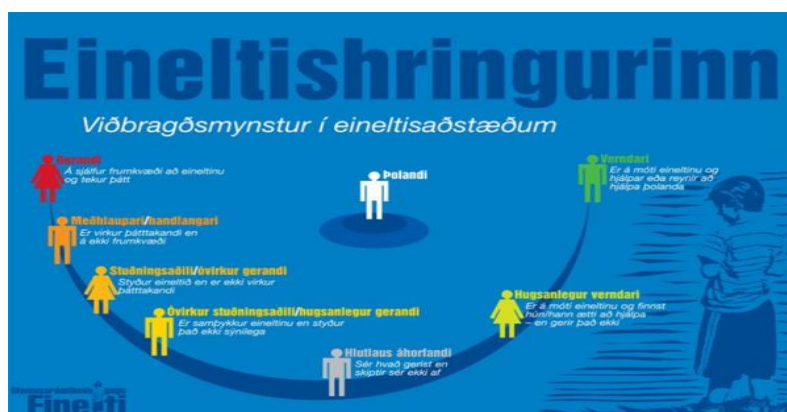 Eineltishringurinn
Viðbragðsmynstur í eineltisaðstæðum
Gerandi
Á sjálfur frumkvæði að eineltinu
og tekur þátt
Meðhlaupari/handlangari
Er virkur þátttakandi en
á ekki frumkvæði
Stuðningsaðili/óvirkur gerandi
Styður eineltið en er ekki virkur
þátttakandi
Óvirkur stuðningsaðili/hugsanlegur gerandi
Er samþykkur eineltinu en styður
það ekki sýnilega
Hlutlaus áhorfandi
Sér hvað gerist en
skiptir sér ekki af
Hugsanlegur verndari
Er á móti eineltinu og finnst
hún/hann ætti að hjálpa
– en gerir það ekki
Verndari
Er á móti eineltinu og
hjálpar eða reynir að
hjálpa þolanda
Þolandi
Einelti